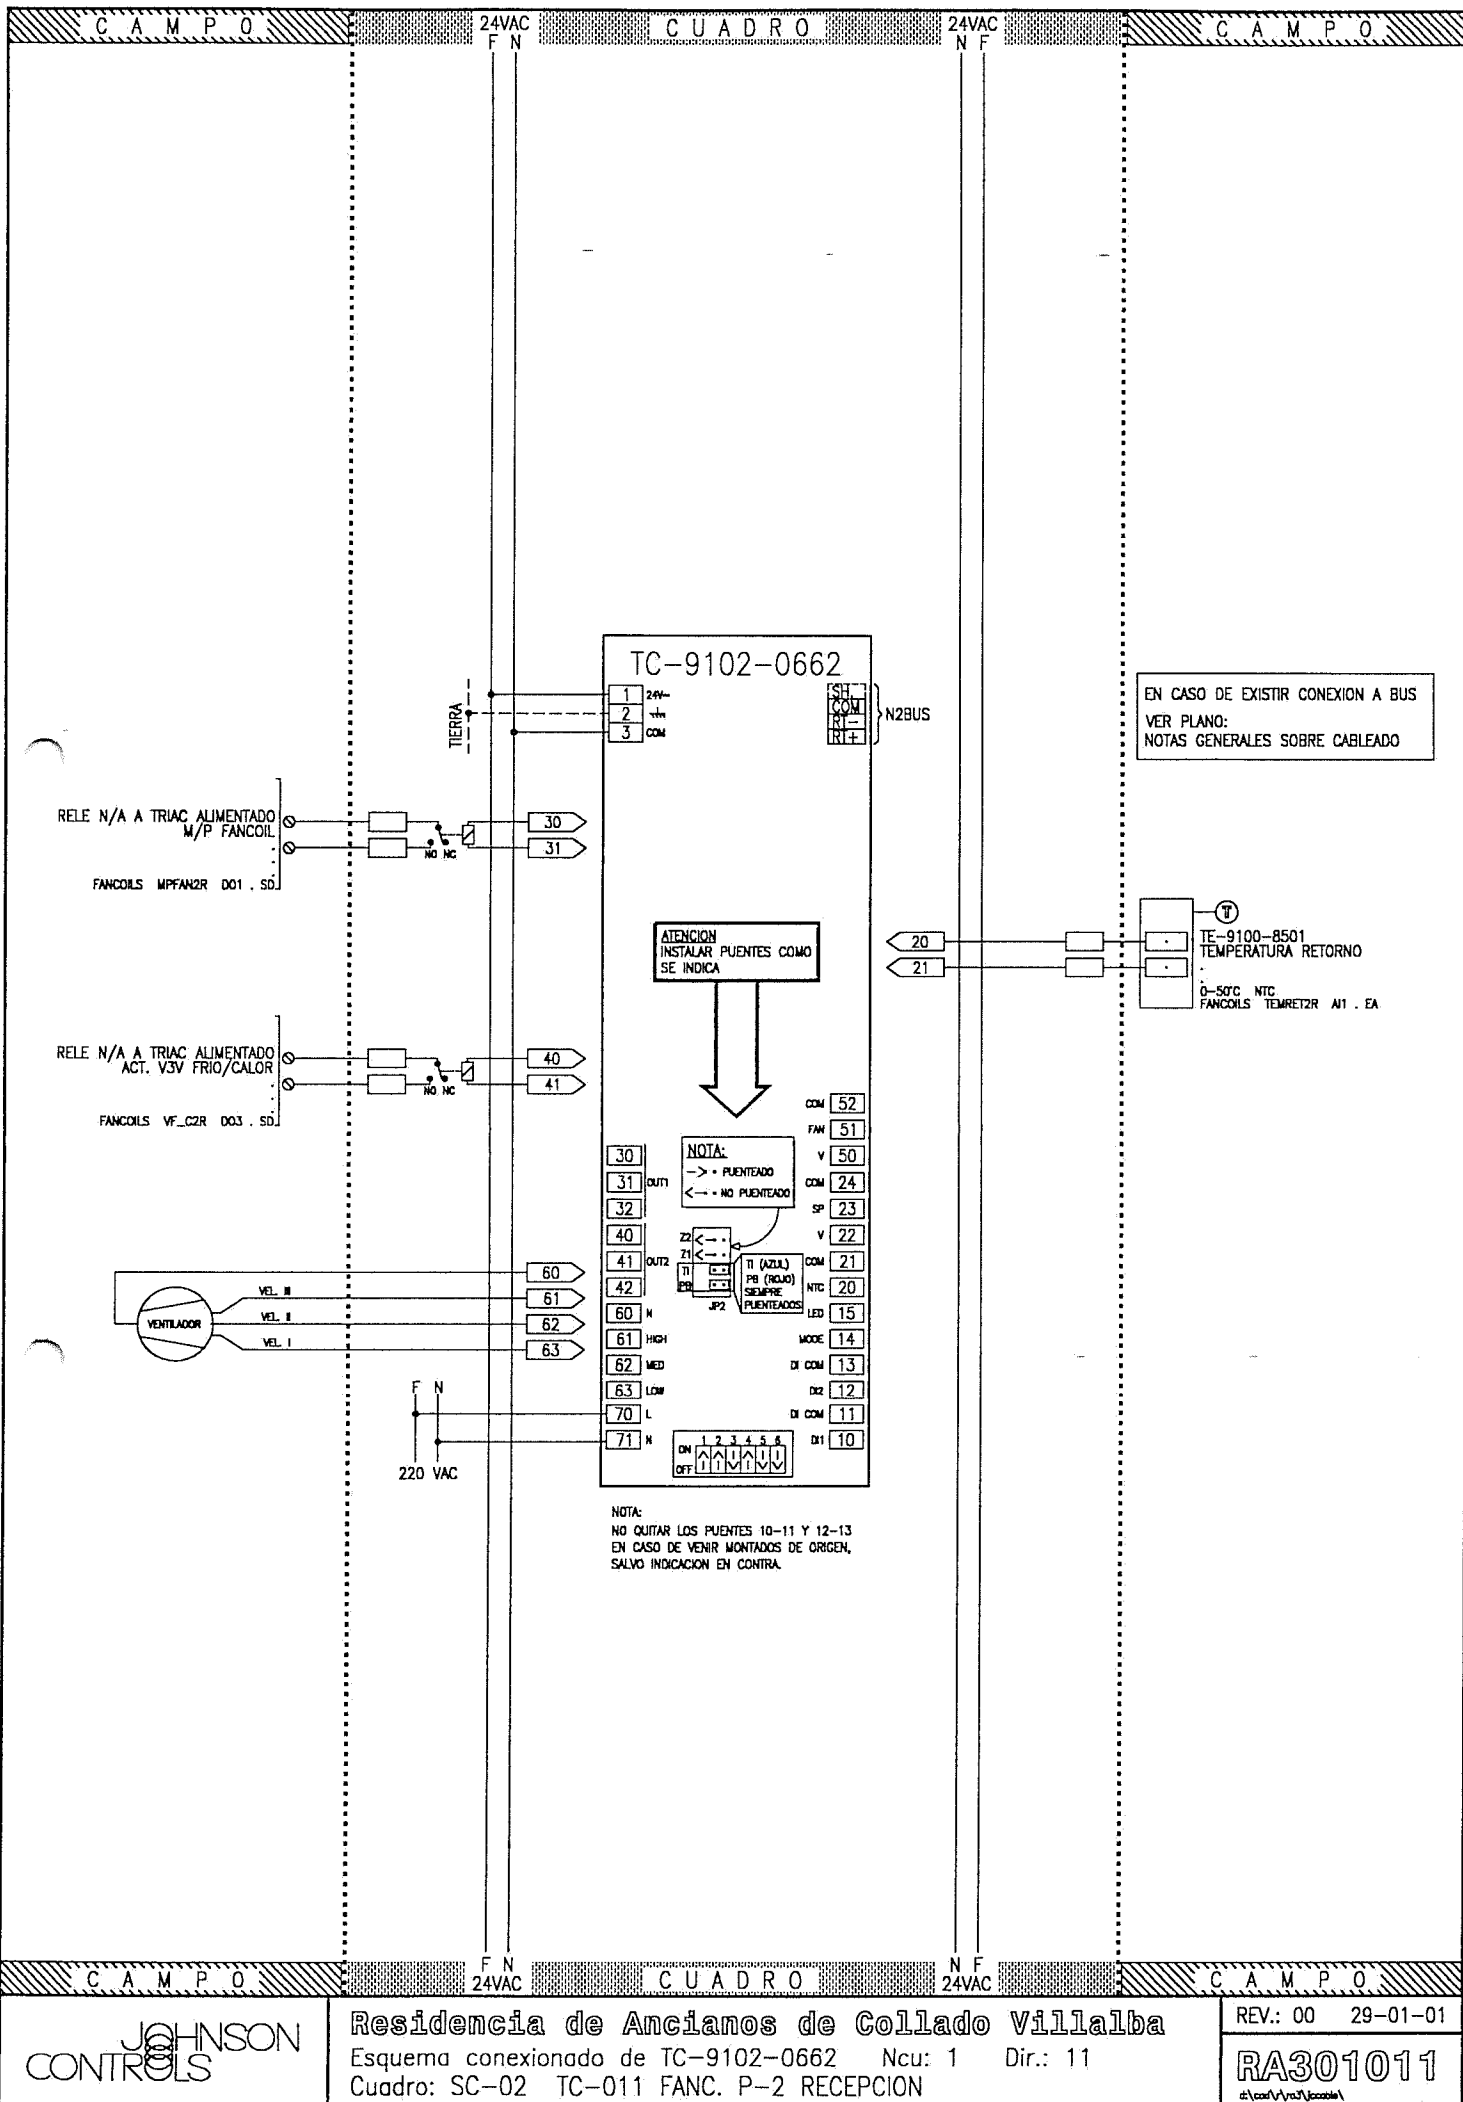 C A M P O
24VAC
F N
C U A D R O
24VAC
N F
C A M P O
TC-9102-0662
1 24V~
2
3 COM
TIERRA
SH
COM
RT-
RT+
N2BUS
EN CASO DE EXISTIR CONEXION A BUS
VER PLANO:
NOTAS GENERALES SOBRE CABLEADO
RELE N/A A TRIAC ALIMENTADO
M/P FANCOIL
FANCOILS MPFAN2R DO1 . SD
NO NC
30
31
ATENCION
INSTALAR PUENTES COMO
SE INDICA
20
21
T
TE-9100-8501
TEMPERATURA RETORNO
0-50°C NTC
FANCOILS TEMRET2R AI1 . EA
RELE N/A A TRIAC ALIMENTADO
ACT. V3V FRIO/CALOR
FANCOILS VF_C2R DO3 . SD
NO NC
40
41
NOTA:
PUENTEADO
NO PUENTEADO
Z2
Z1
TI
PB
JP2
TI (AZUL)
PB (ROJO)
SIEMPRE
PUENTEADOS
30
31 OUT1
32
40
41 OUT2
42
60 N
61 HIGH
62 MED
63 LOW
70 L
71 N
COM 52
FAN 51
V 50
COM 24
SP 23
V 22
COM 21
NTC 20
LED 15
MODE 14
DI COM 13
DI2 12
DI COM 11
DI1 10
VENTILADOR
VEL. III
VEL. II
VEL. I
60
61
62
63
F N
220 VAC
1 2 3 4 5 6
ON
OFF
NOTA:
NO QUITAR LOS PUENTES 10-11 Y 12-13
EN CASO DE VENIR MONTADOS DE ORIGEN,
SALVO INDICACION EN CONTRA.
C A M P O
F N
24VAC
C U A D R O
N F
24VAC
C A M P O
JOHNSON
CONTROLS
Residencia de Ancianos de Collado Villalba
Esquema conexionado de TC-9102-0662 Ncu: 1 Dir.: 11
Cuadro: SC-02 TC-011 FANC. P-2 RECEPCION
REV.: 00 29-01-01
RA301011